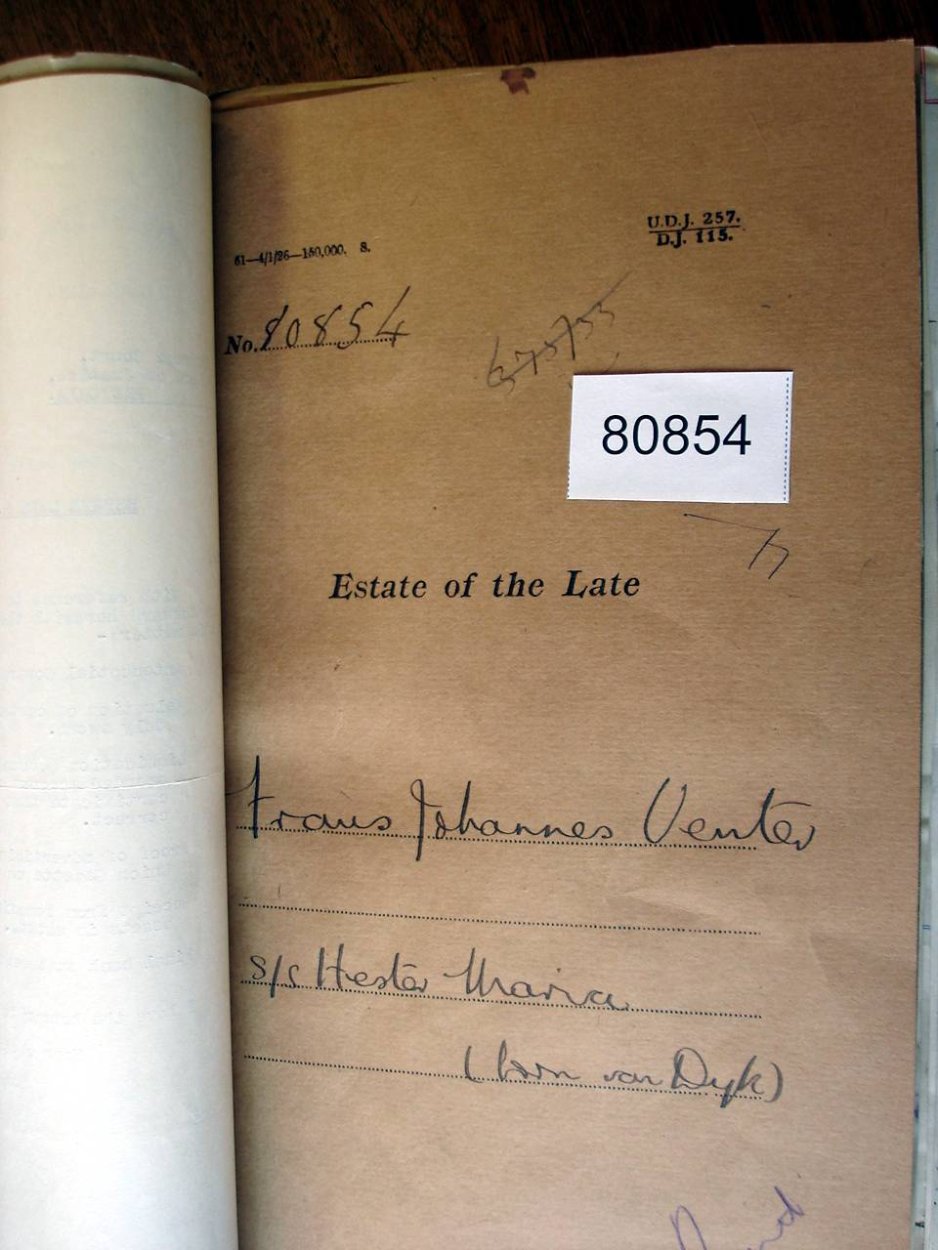 U.D.J. 257.
D.J. 115.
61—4/1/26—150,000. S.
No. 80854
80854
Estate of the Late
Frans Johannes Venter
s/s Hester Maria
(born van Dyk)